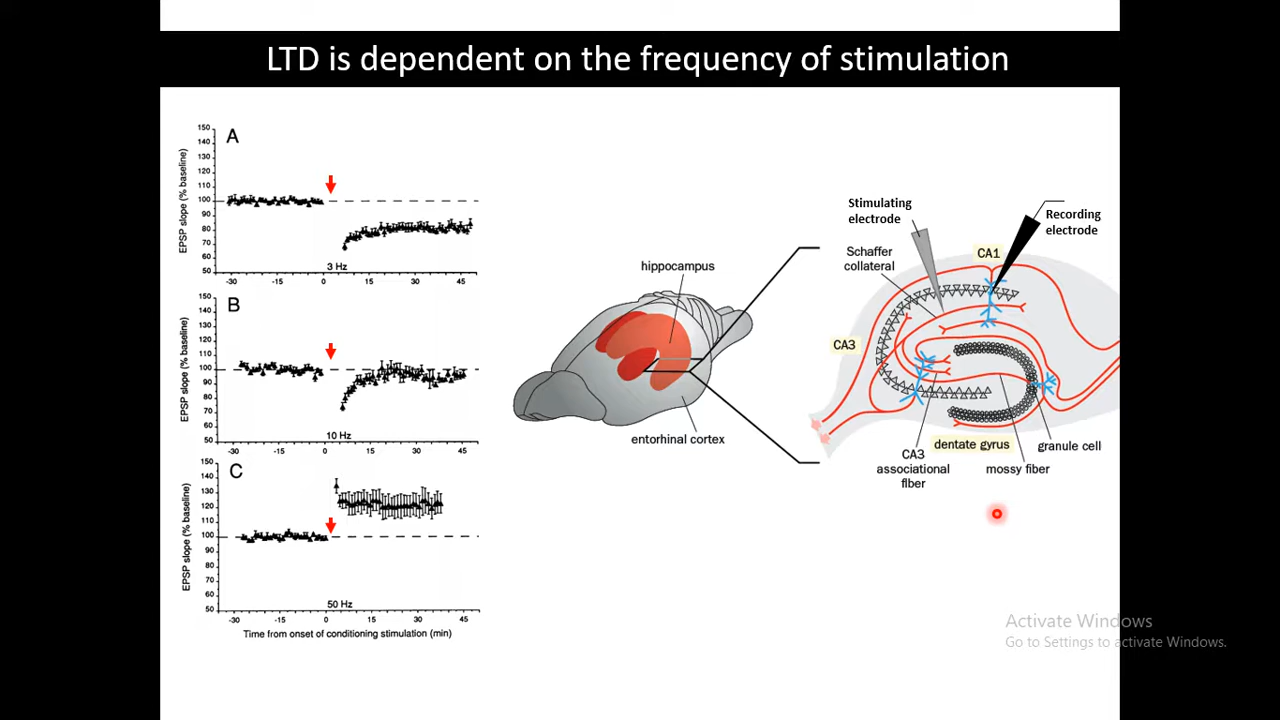 LTD is dependent on the frequency of stimulation
A
EPSP slope (% baseline)
150
140
130
120
110
100
90
80
70
60
50
3 Hz
-30 -15 0 15 30 45
B
EPSP slope (% baseline)
150
140
130
120
110
100
90
80
70
60
50
10 Hz
-30 -15 0 15 30 45
C
EPSP slope (% baseline)
150
140
130
120
110
100
90
80
70
60
50
50 Hz
-30 -15 0 15 30 45
Time from onset of conditioning stimulation (min)
hippocampus
entorhinal cortex
Stimulating
electrode
Recording
electrode
Schaffer
collateral
CA1
CA3
dentate gyrus
granule cell
CA3
associational
fiber
mossy fiber
Activate Windows
Go to Settings to activate Windows.